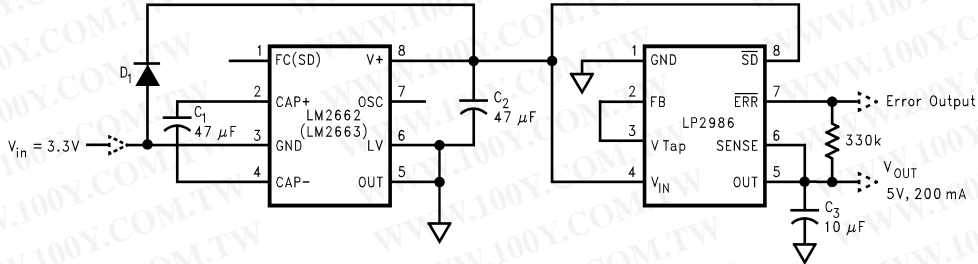 1
FC(SD)
V+
8
2
CAP+
OSC
7
LM2662
(LM2663)
3
GND
LV
6
4
CAP-
OUT
5
D1
C1
47 μF
Vin = 3.3V
C2
47 μF
1
GND
SD
8
2
FB
ERR
7
LP2986
3
V Tap
SENSE
6
4
VIN
OUT
5
Error Output
330k
VOUT
5V, 200 mA
C3
10 μF
WWW.100Y.COM.TW